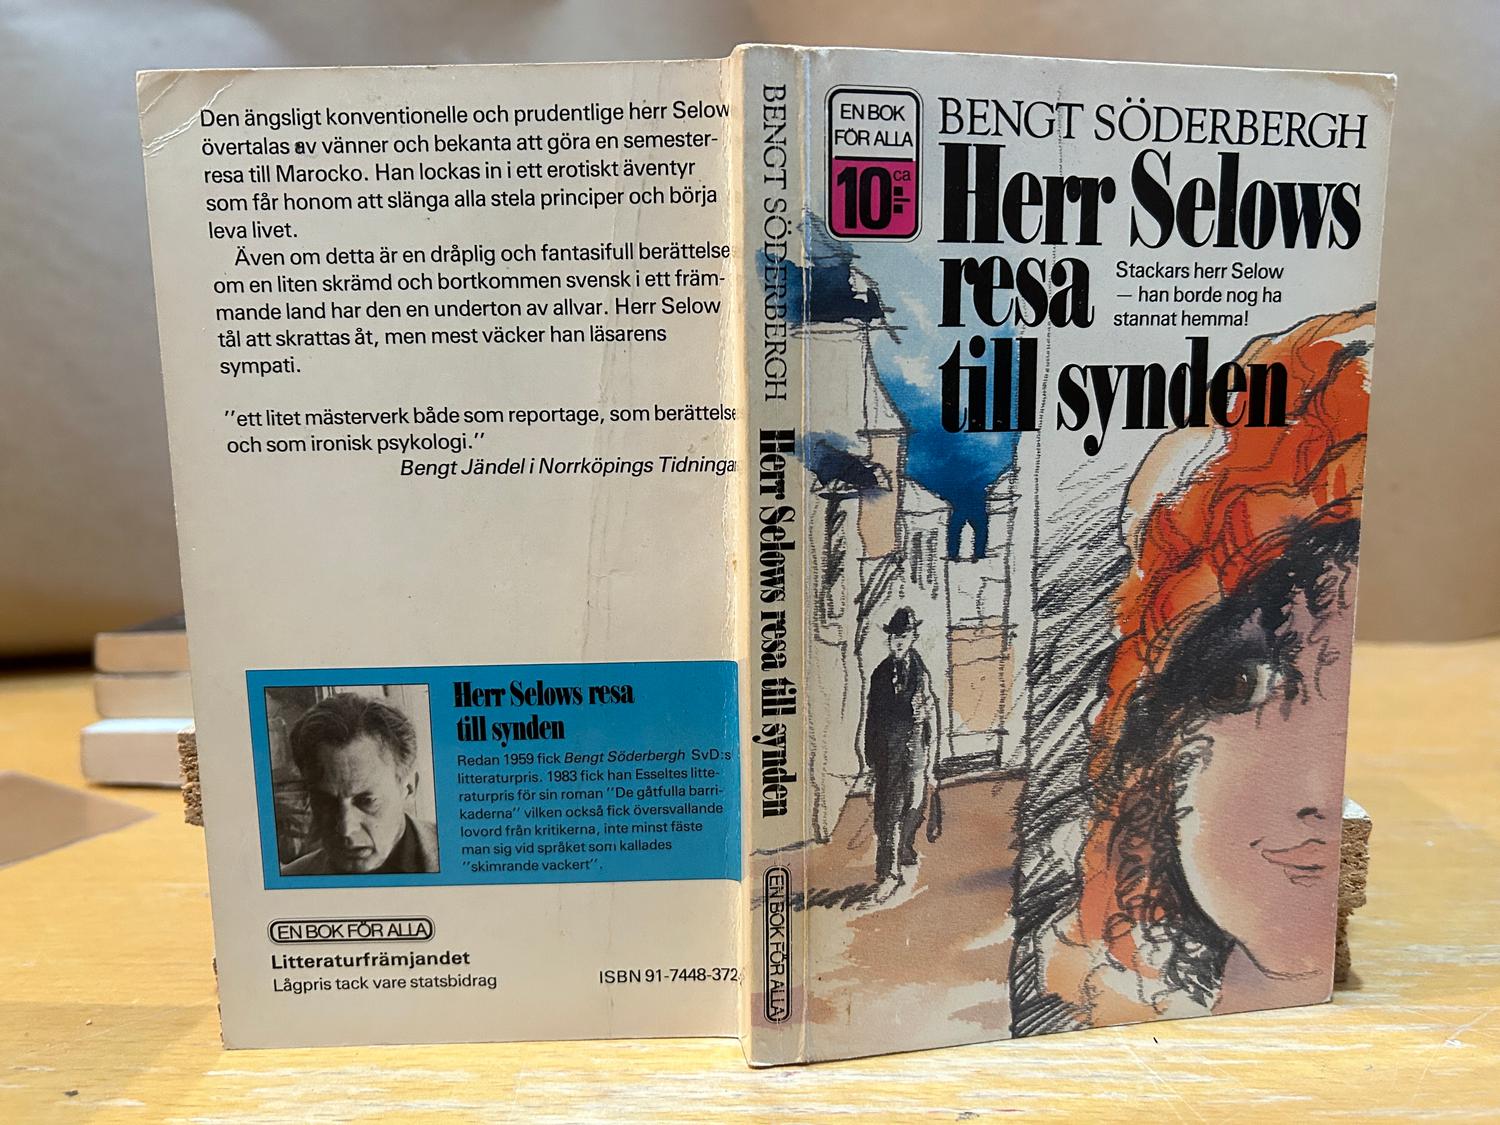 Den ängsligt konventionelle och prudentlige herr Selow
övertalas av vänner och bekanta att göra en semester-
resa till Marocko. Han lockas in i ett erotiskt äventyr
som får honom att slänga alla stela principer och börja
leva livet.
Även om detta är en dråplig och fantasifull berättelse
om en liten skrämd och bortkommen svensk i ett främ-
mande land har den en underton av allvar. Herr Selow
tål att skrattas åt, men mest väcker han läsarens
sympati.
"ett litet mästerverk både som reportage, som berättelse
och som ironisk psykologi."
Bengt Jändel i Norrköpings Tidninga
Herr Selows resa
till synden
Redan 1959 fick Bengt Söderbergh SvD:s
litteraturpris. 1983 fick han Esseltes litte-
raturpris för sin roman "De gåtfulla barri-
kaderna" vilken också fick översvallande
lovord från kritikerna, inte minst fäste
man sig vid språket som kallades
"skimrande vackert".
EN BOK FÖR ALLA
Litteraturfrämjandet
Lågpris tack vare statsbidrag
ISBN 91-7448-372
BENGT SÖDERBERGH Herr Selows resa till synden EN BOK FÖR ALLA
EN BOK
FÖR ALLA
ca
10:-
BENGT SÖDERBERGH
Herr Selows
resa
till synden
Stackars herr Selow
— han borde nog ha
stannat hemma!